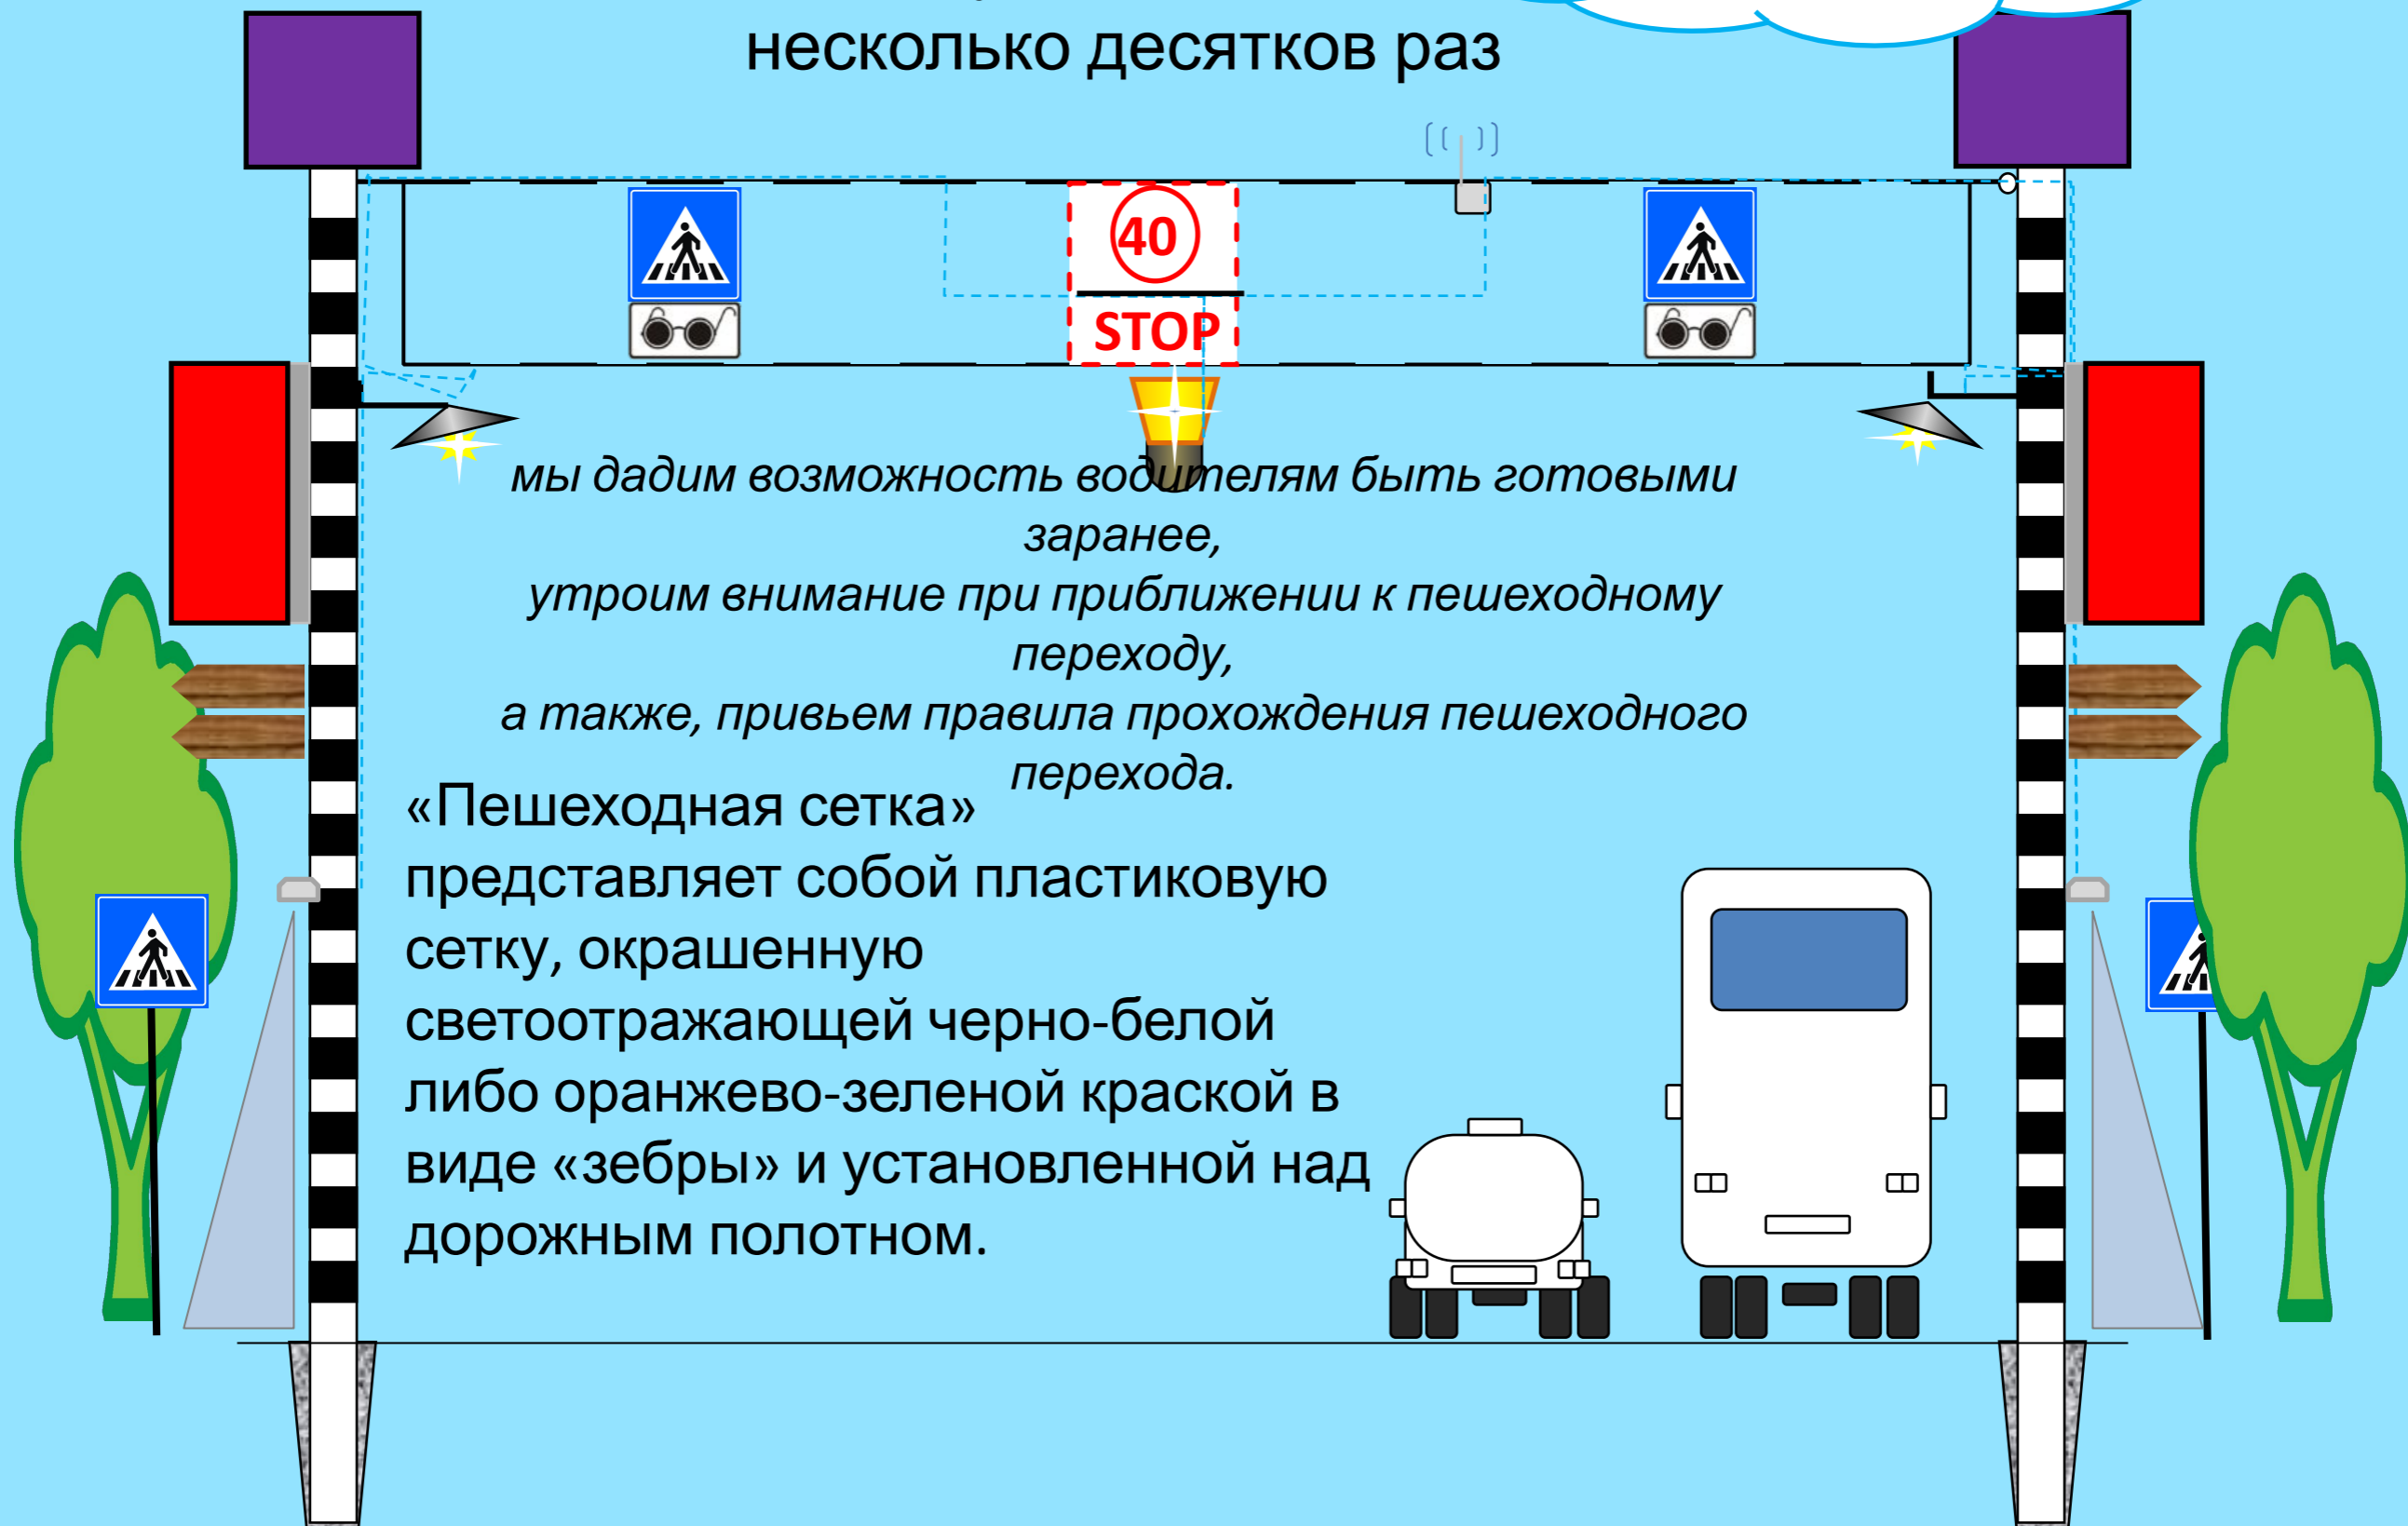 несколько десятков раз
40
STOP
мы дадим возможность водителям быть готовыми
заранее,
утроим внимание при приближении к пешеходному
переходу,
а также, привьем правила прохождения пешеходного
перехода.
«Пешеходная сетка»
представляет собой пластиковую
сетку, окрашенную
светоотражающей черно-белой
либо оранжево-зеленой краской в
виде «зебры» и установленной над
дорожным полотном.